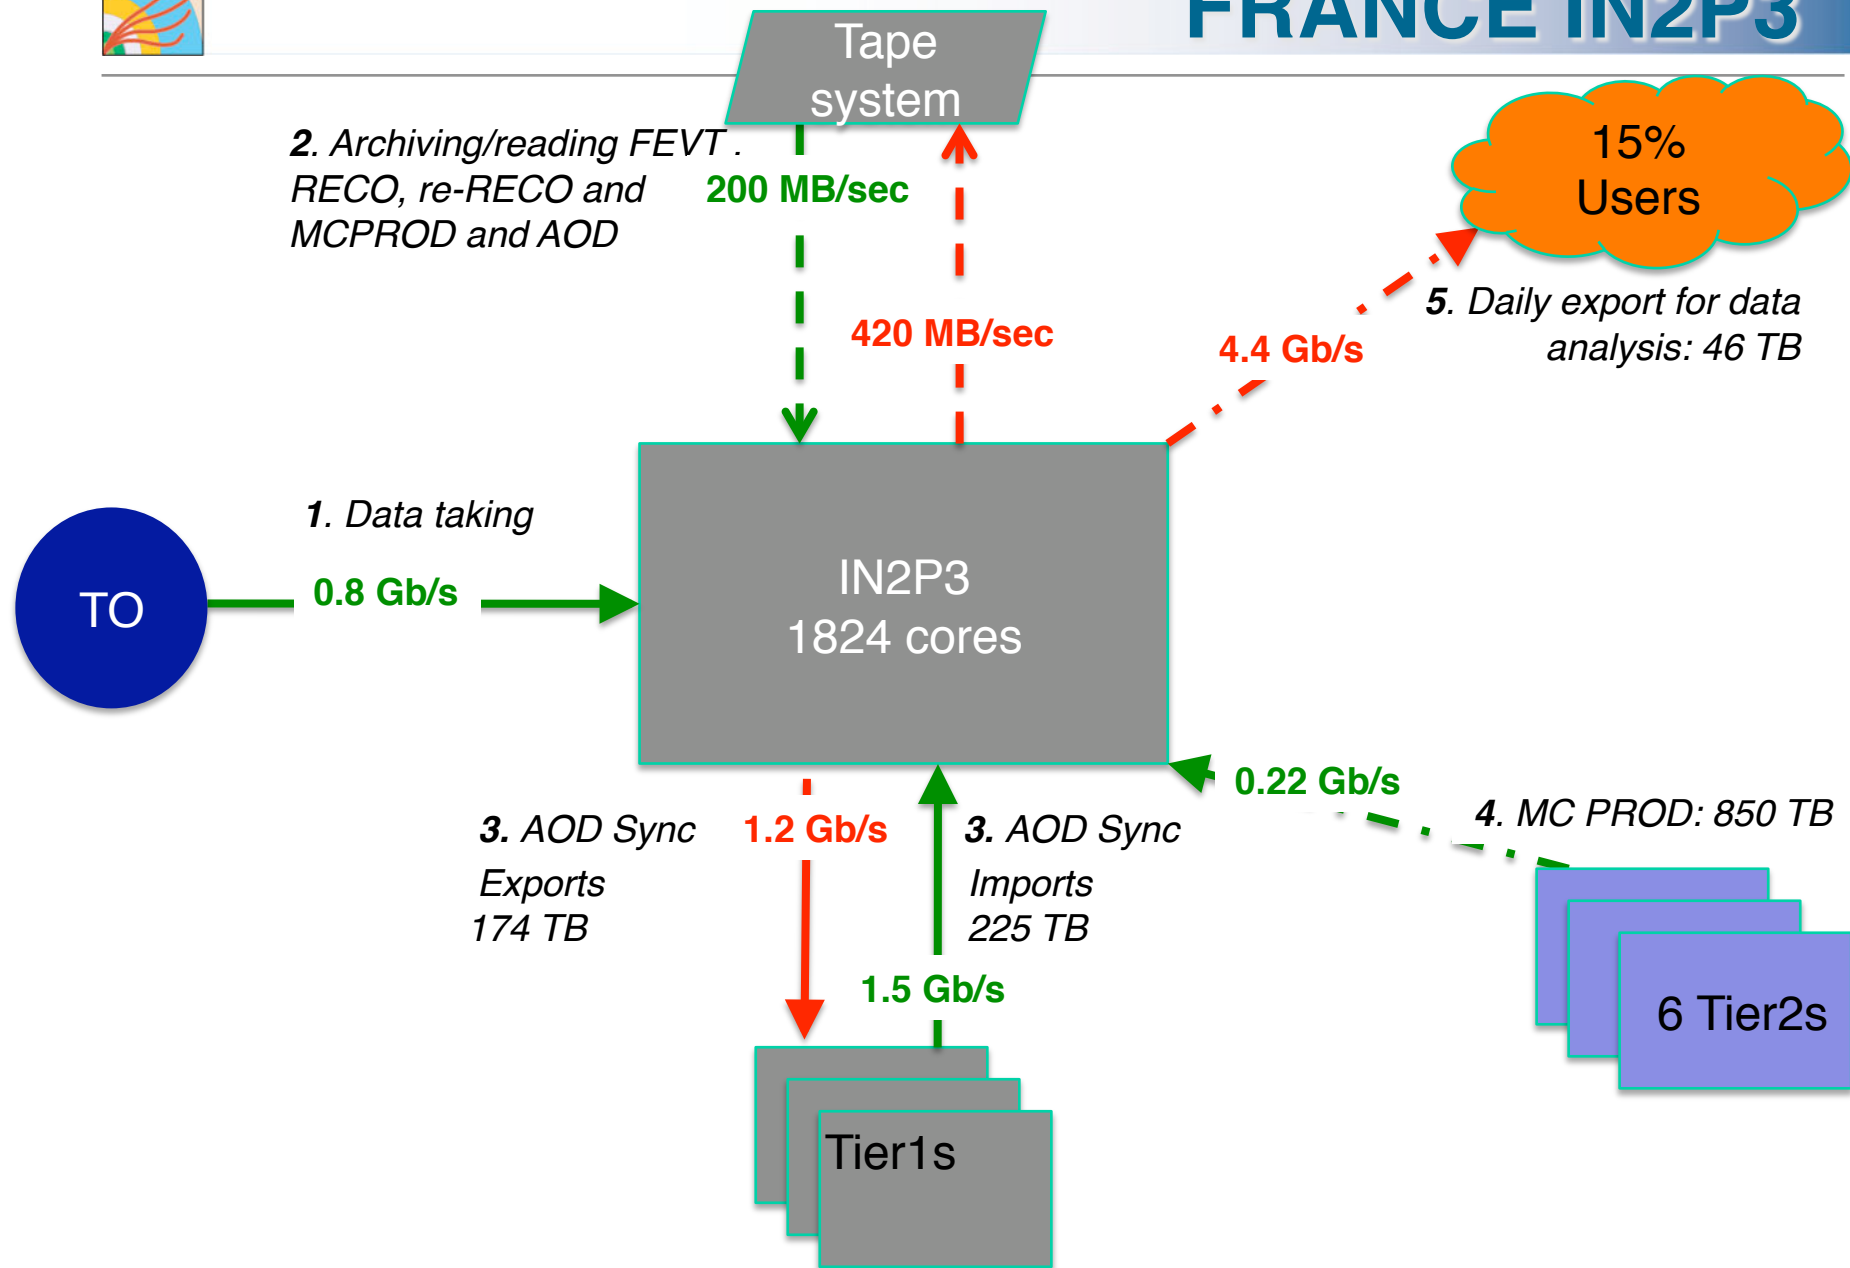 FRANCE IN2P3
Tape
system
2. Archiving/reading FEVT .
RECO, re-RECO and
MCPROD and AOD
200 MB/sec
420 MB/sec
15%
Users
4.4 Gb/s
5. Daily export for data
analysis: 46 TB
1. Data taking
0.8 Gb/s
TO
IN2P3
1824 cores
0.22 Gb/s
4. MC PROD: 850 TB
3. AOD Sync
Exports
174 TB
1.2 Gb/s
3. AOD Sync
Imports
225 TB
1.5 Gb/s
6 Tier2s
Tier1s